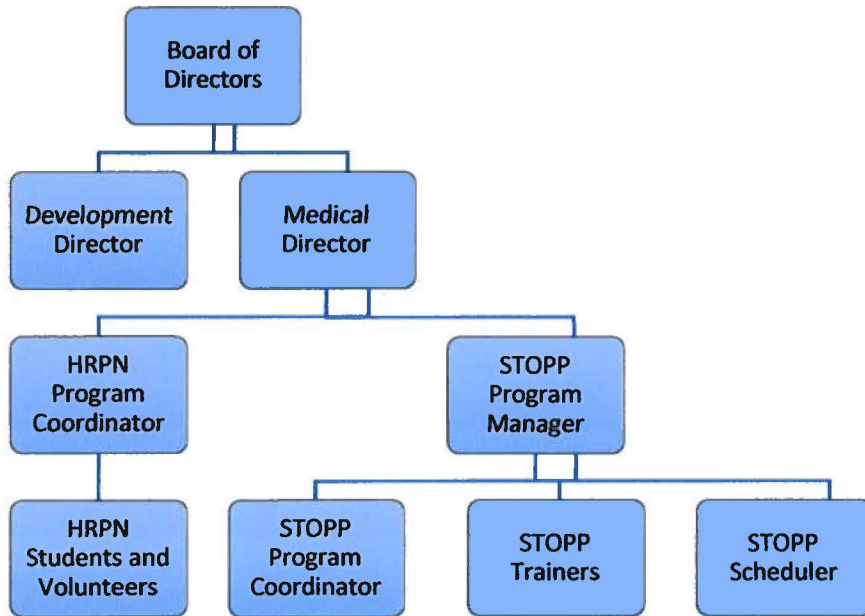 Board of
Directors
Development
Director
Medical
Director
HRPN
Program
Coordinator
STOPP
Program
Manager
HRPN
Students and
Volunteers
STOPP
Program
Coordinator
STOPP
Trainers
STOPP
Scheduler